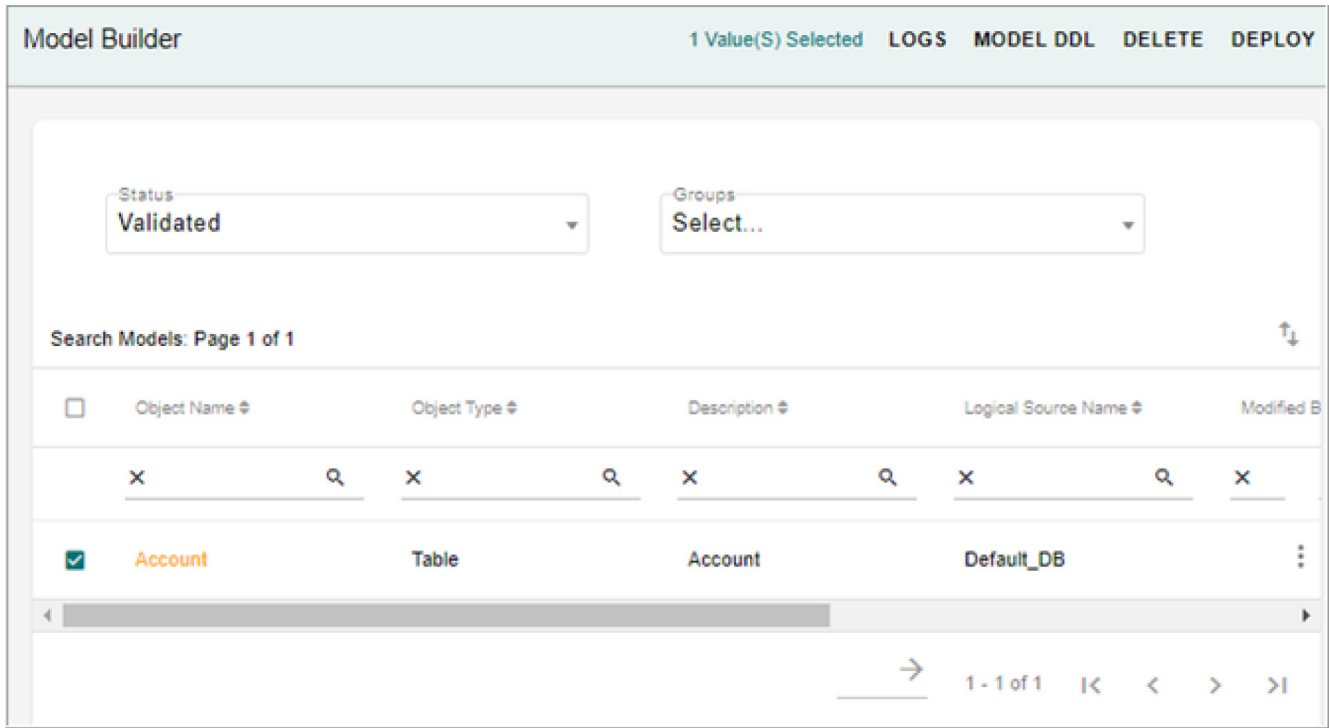 Model Builder 1 Value(S) Selected LOGS MODEL DDL DELETE DEPLOY
Status Groups
Validated Select...
Search Models: Page 1 of 1
Object Name Object Type Description Logical Source Name Modified B
Account Table Account Default_DB
1 - 1 of 1